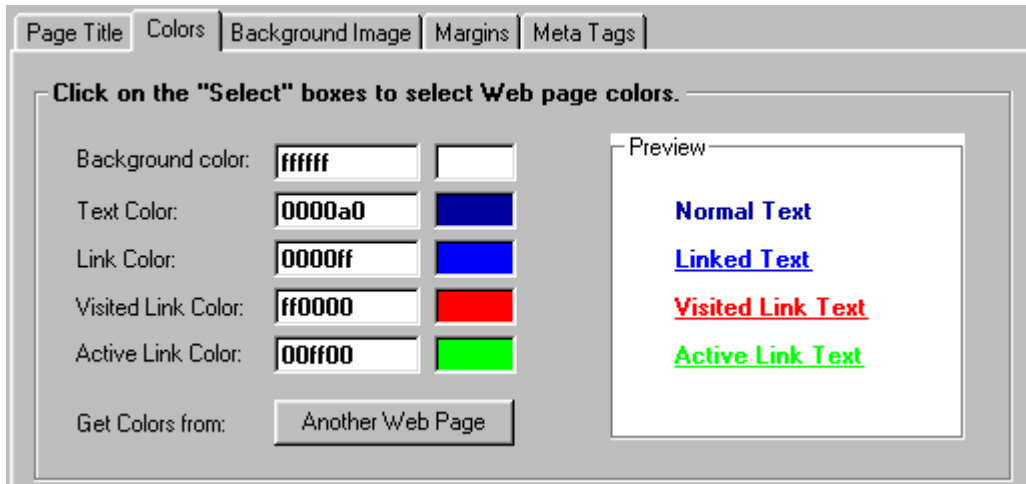 Page Title Colors Background Image Margins Meta Tags
Click on the "Select" boxes to select Web page colors.
Background color: ffffff
Text Color: 0000a0
Link Color: 0000ff
Visited Link Color: ff0000
Active Link Color: 00ff00
Get Colors from: Another Web Page
Preview
Normal Text
Linked Text
Visited Link Text
Active Link Text